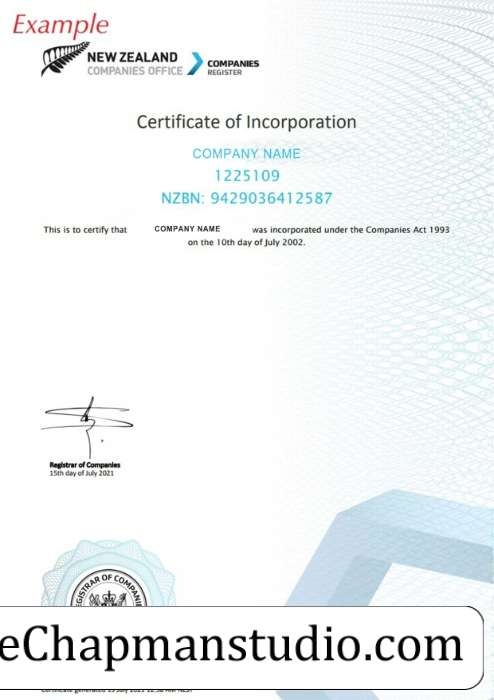 Example
NEW ZEALAND
COMPANIES OFFICE
COMPANIES
REGISTER
Certificate of Incorporation
COMPANY NAME
1225109
NZBN: 9429036412587
This is to certify that COMPANY NAME was incorporated under the Companies Act 1993
on the 10th day of July 2002.
Registrar of Companies
15th day of July 2021
REGISTRAR OF COMPANIES
eChapmanstudio.com